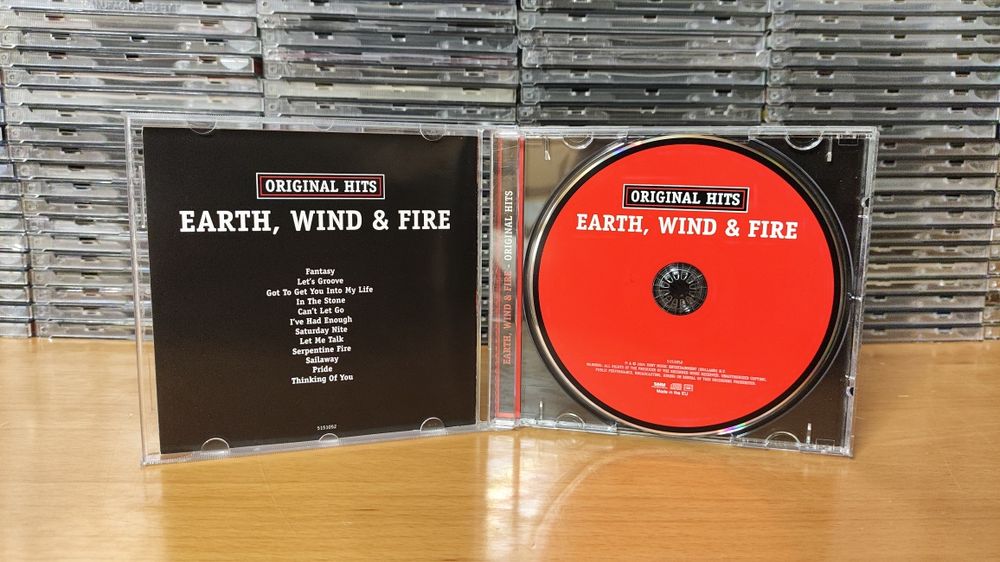 ORIGINAL HITS
EARTH, WIND & FIRE
Fantasy
Let's Groove
Got To Get You Into My Life
In The Stone
Can't Let Go
I've Had Enough
Saturday Nite
Let Me Talk
Serpentine Fire
Sailaway
Pride
Thinking Of You
5151052
EARTH, WIND & FIRE - ORIGINAL HITS
ORIGINAL HITS
EARTH, WIND & FIRE
5151052
Made in the EU